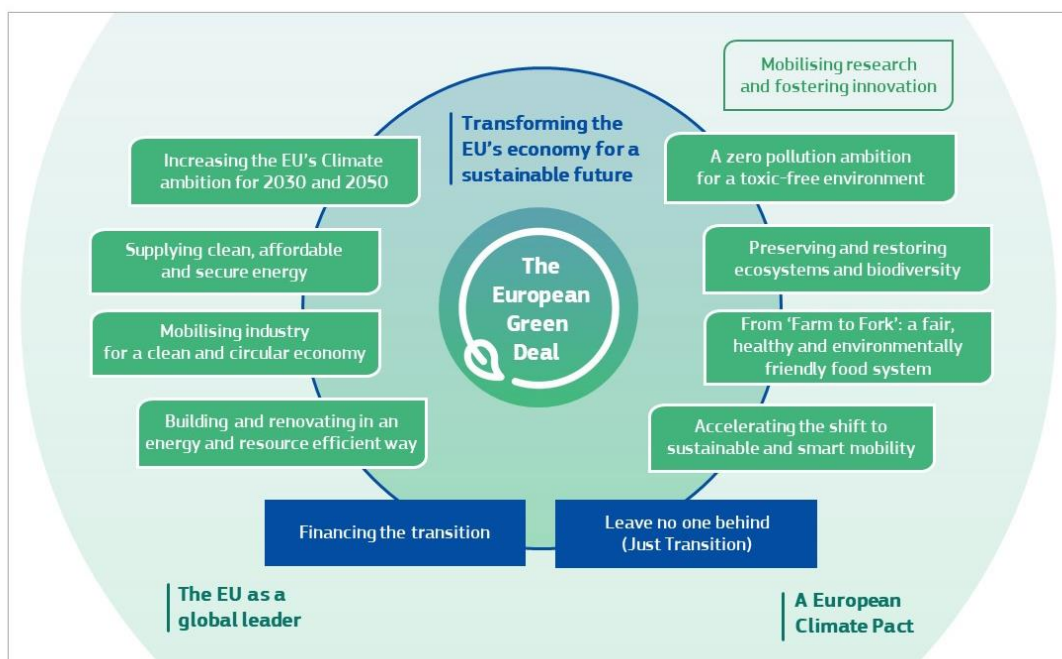 Mobilising research
and fostering innovation
Transforming the
EU's economy for a
sustainable future
Increasing the EU's Climate
ambition for 2030 and 2050
A zero pollution ambition
for a toxic-free environment
Supplying clean, affordable
and secure energy
Preserving and restoring
ecosystems and biodiversity
The
European
Green
Deal
Mobilising industry
for a clean and circular economy
From ‘Farm to Fork’: a fair,
healthy and environmentally
friendly food system
Building and renovating in an
energy and resource efficient way
Accelerating the shift to
sustainable and smart mobility
Financing the transition
Leave no one behind
(Just Transition)
The EU as a
global leader
A European
Climate Pact